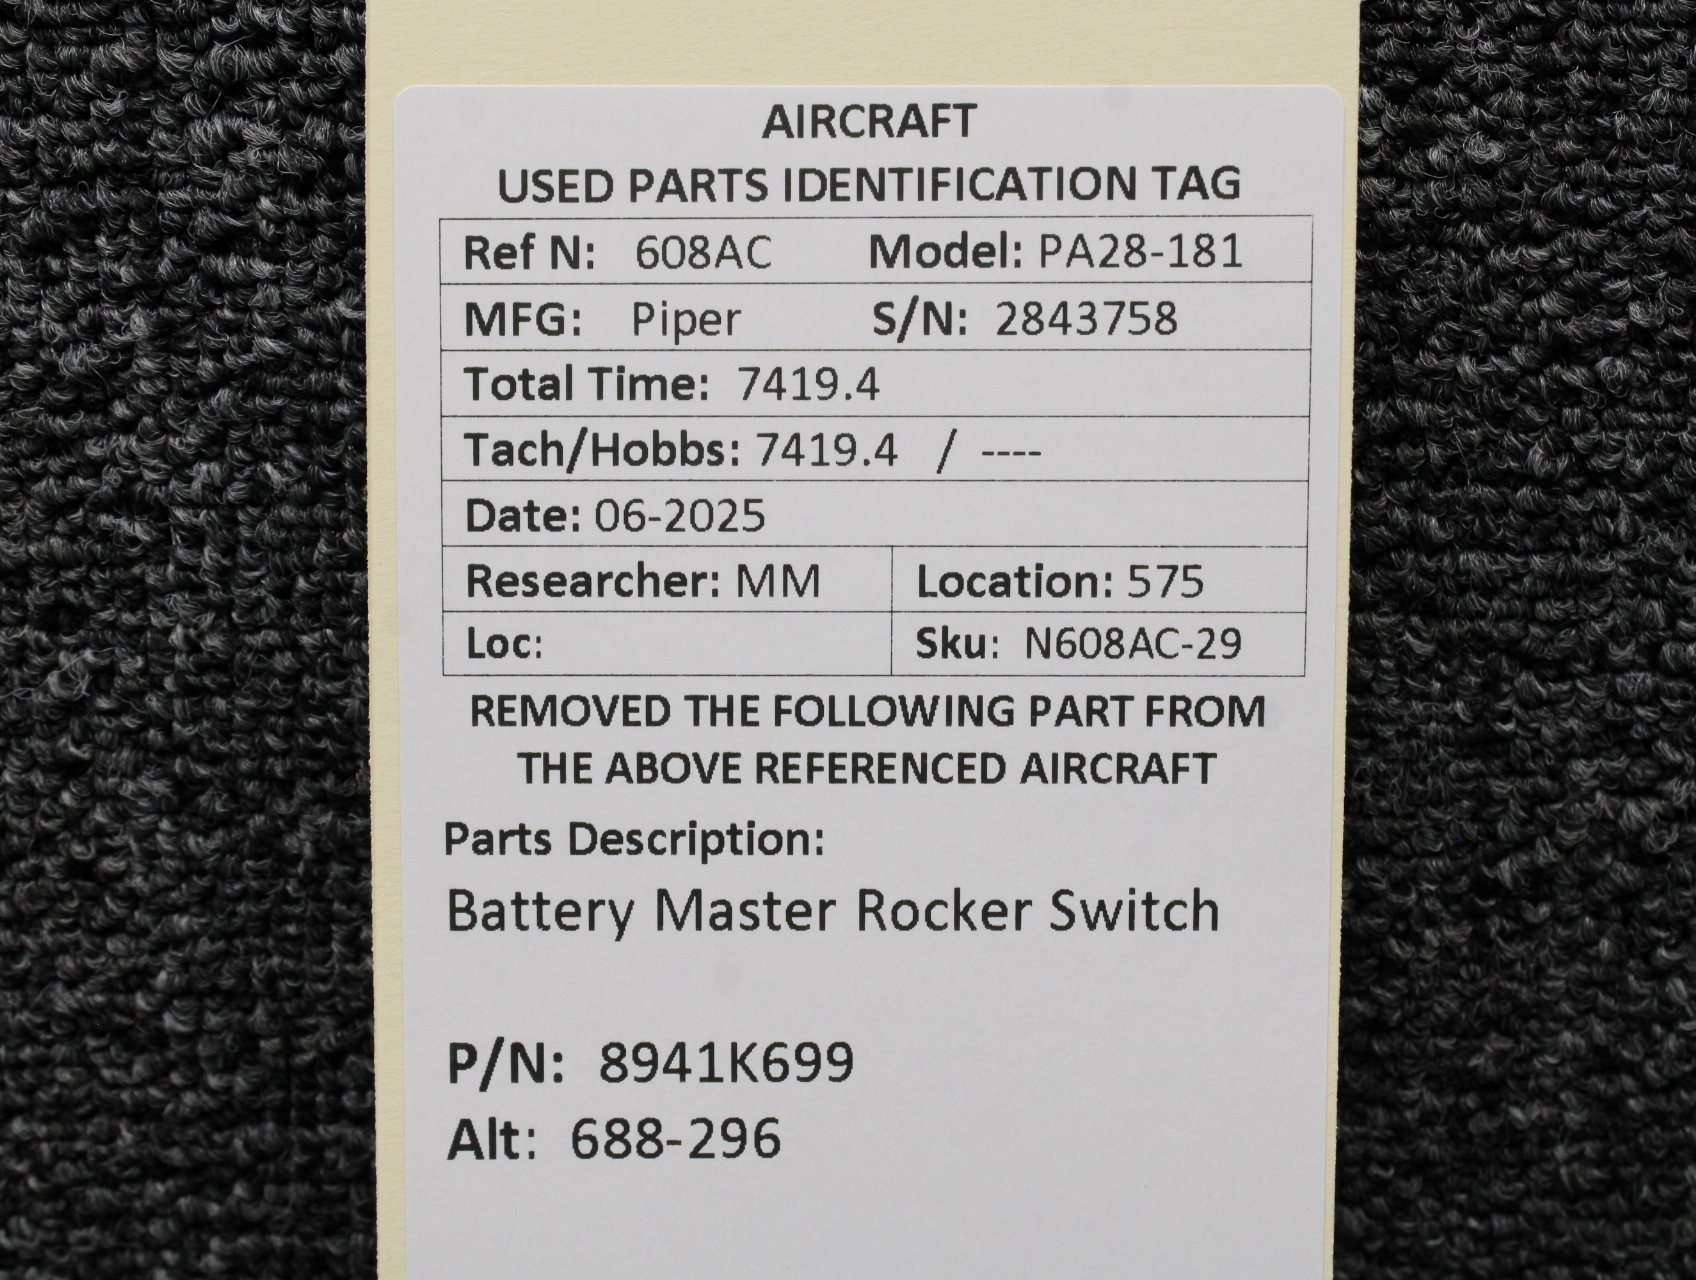 AIRCRAFT
USED PARTS IDENTIFICATION TAG
Ref N: 608AC Model: PA28-181
MFG: Piper S/N: 2843758
Total Time: 7419.4
Tach/Hobbs: 7419.4 / ----
Date: 06-2025
Researcher: MM Location: 575
Loc: Sku: N608AC-29
REMOVED THE FOLLOWING PART FROM
THE ABOVE REFERENCED AIRCRAFT
Parts Description:
Battery Master Rocker Switch
P/N: 8941K699
Alt: 688-296